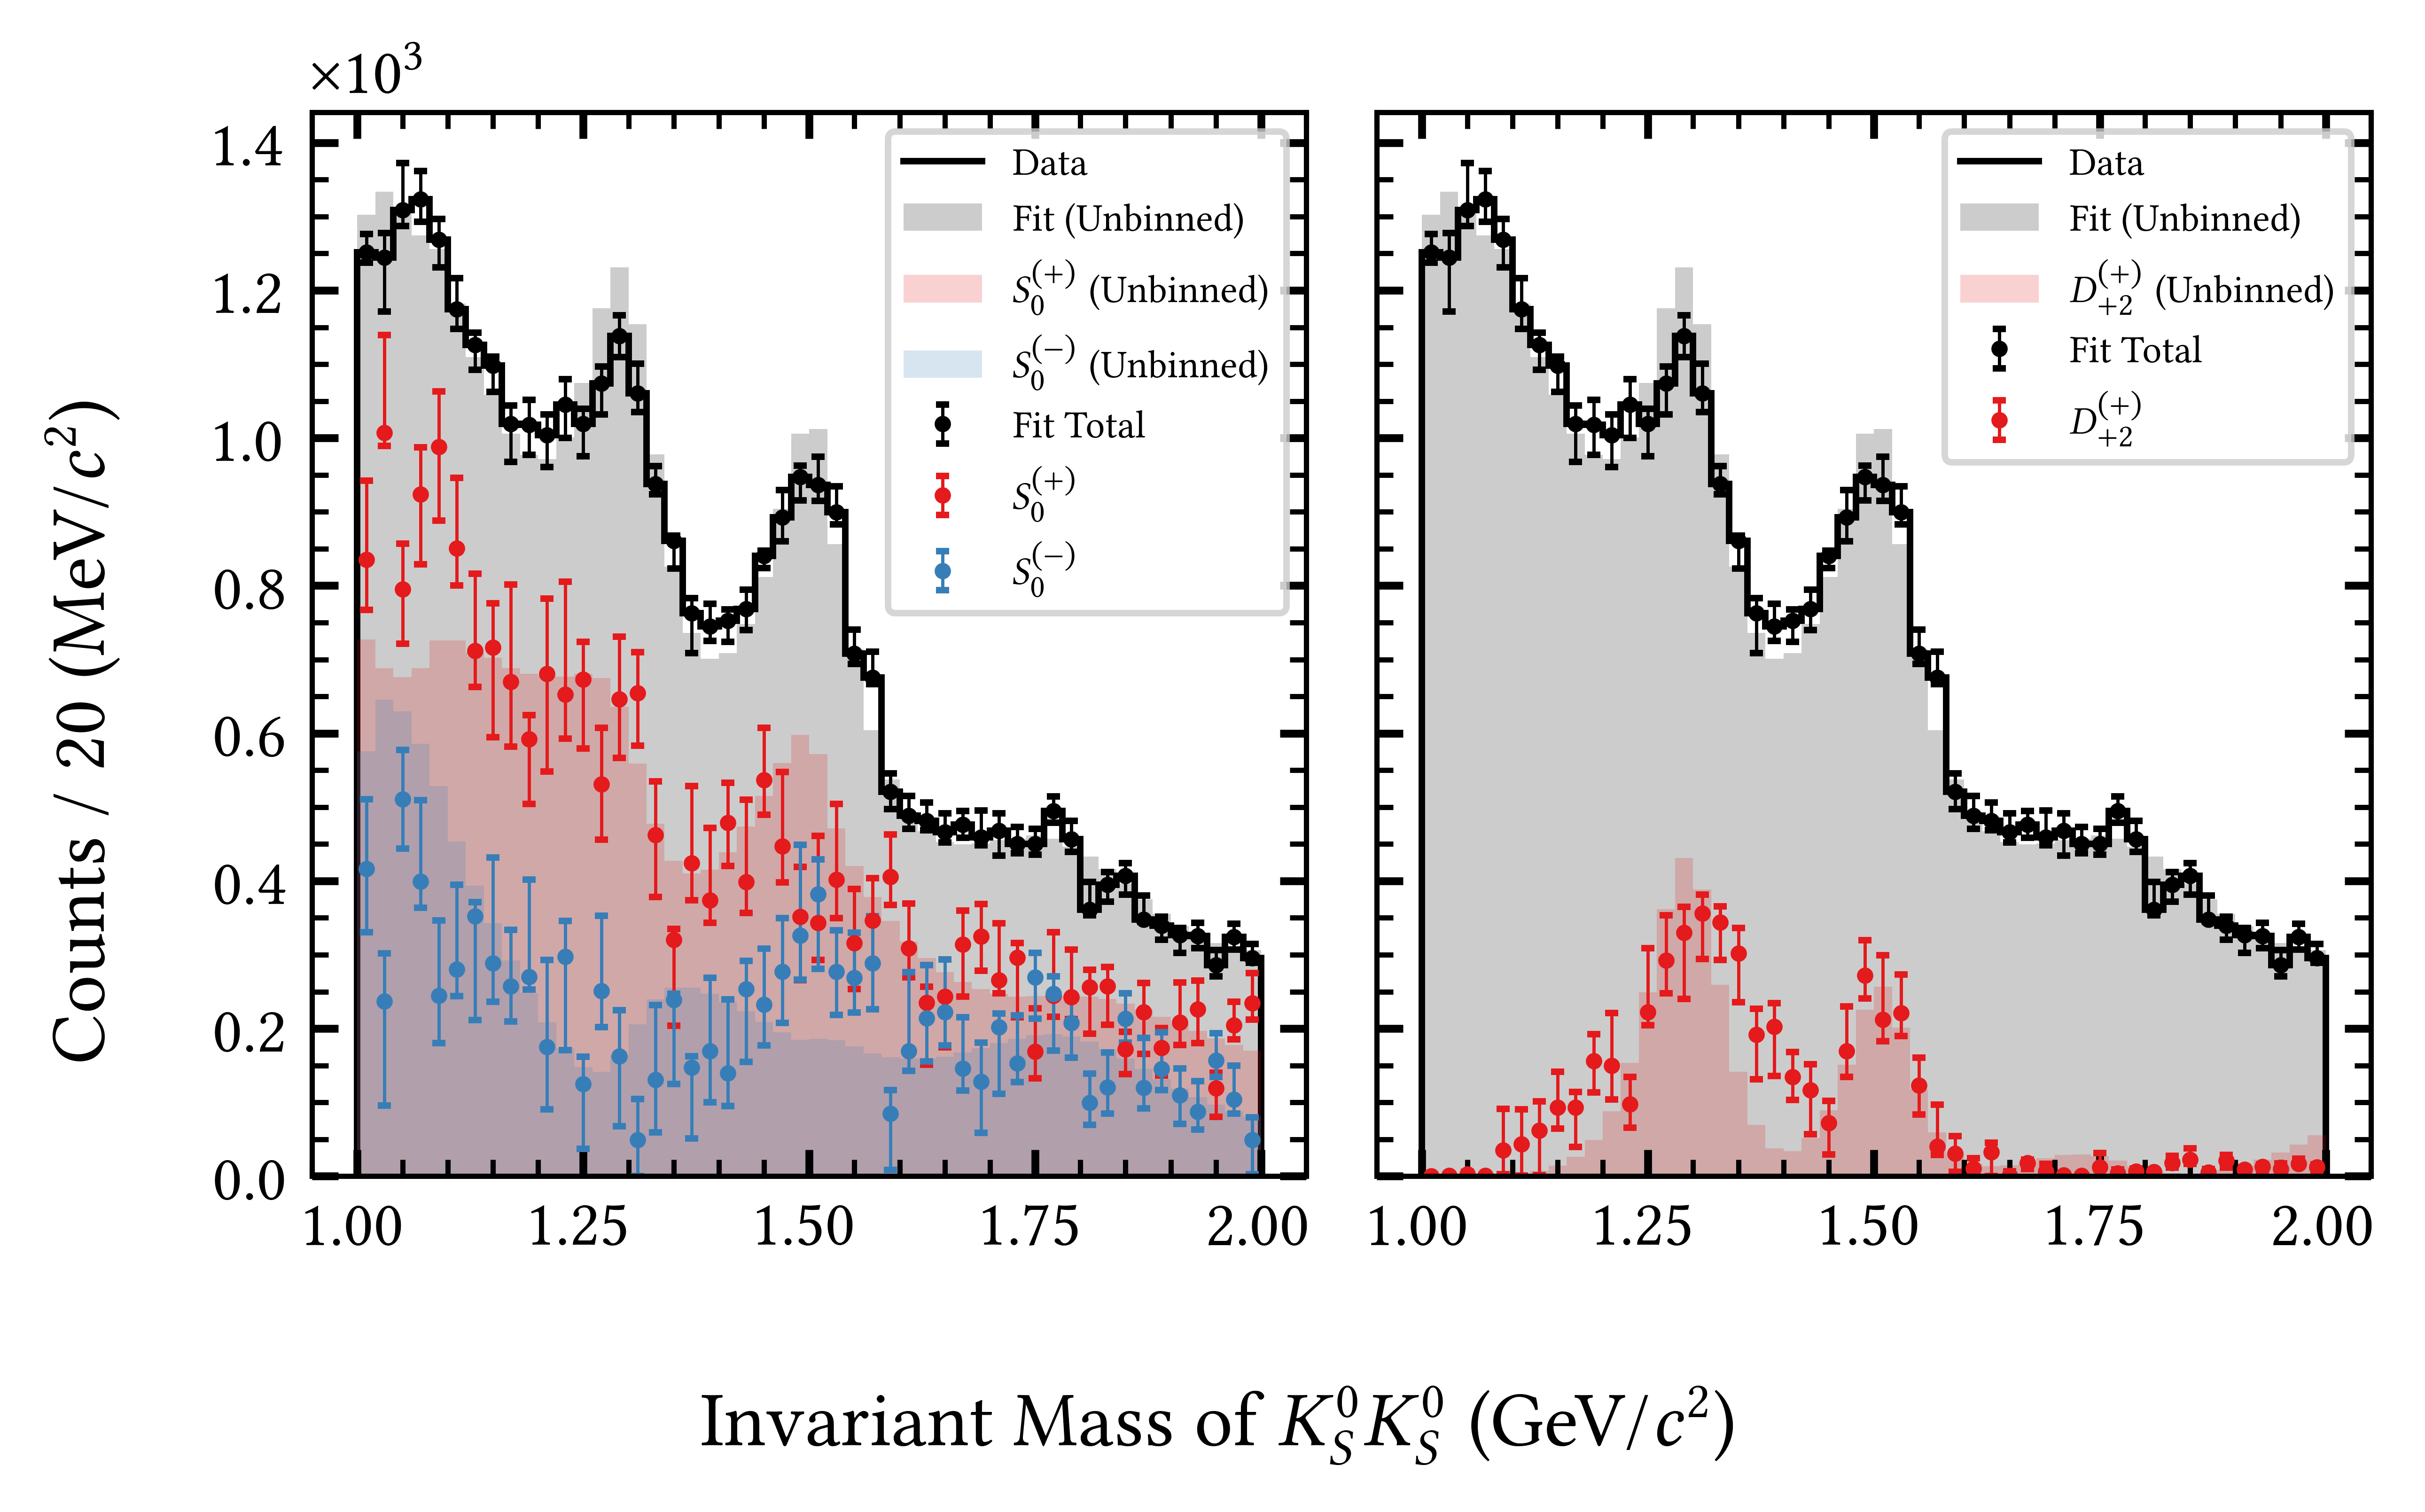 ×10³
Counts / 20 (MeV/c²)
1.4
1.2
1.0
0.8
0.6
0.4
0.2
0.0
Data
Fit (Unbinned)
S₀⁽⁺⁾ (Unbinned)
S₀⁽⁻⁾ (Unbinned)
Fit Total
S₀⁽⁺⁾
S₀⁽⁻⁾
1.00 1.25 1.50 1.75 2.00
Data
Fit (Unbinned)
D₊₂⁽⁺⁾ (Unbinned)
Fit Total
D₊₂⁽⁺⁾
1.00 1.25 1.50 1.75 2.00
Invariant Mass of K_S⁰K_S⁰ (GeV/c²)